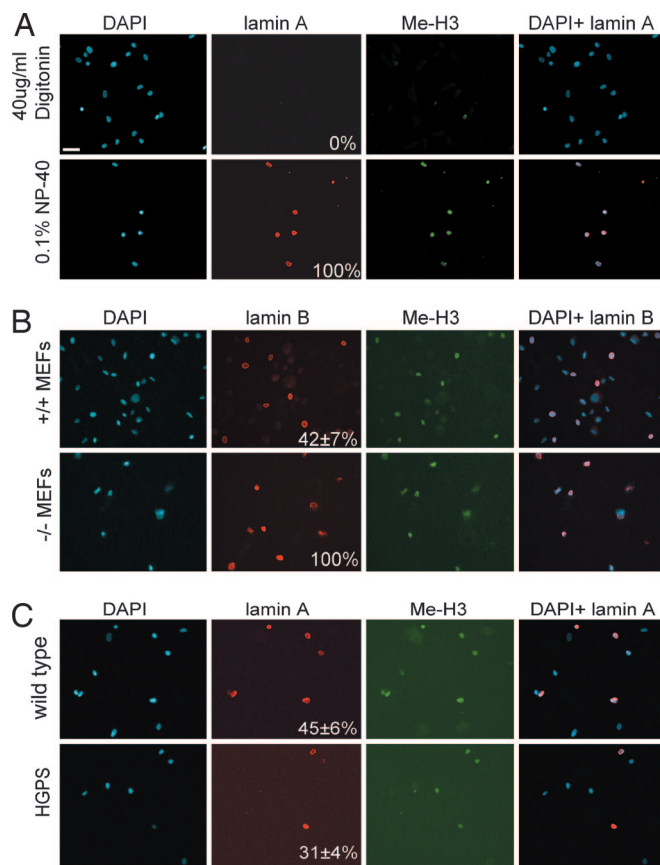 A
DAPI lamin A Me-H3 DAPI+ lamin A
40ug/ml
Digitonin
0%
0.1% NP-40
100%
B
DAPI lamin B Me-H3 DAPI+ lamin B
+/+ MEFs
42±7%
-/- MEFs
100%
C
DAPI lamin A Me-H3 DAPI+ lamin A
wild type
45±6%
HGPS
31±4%